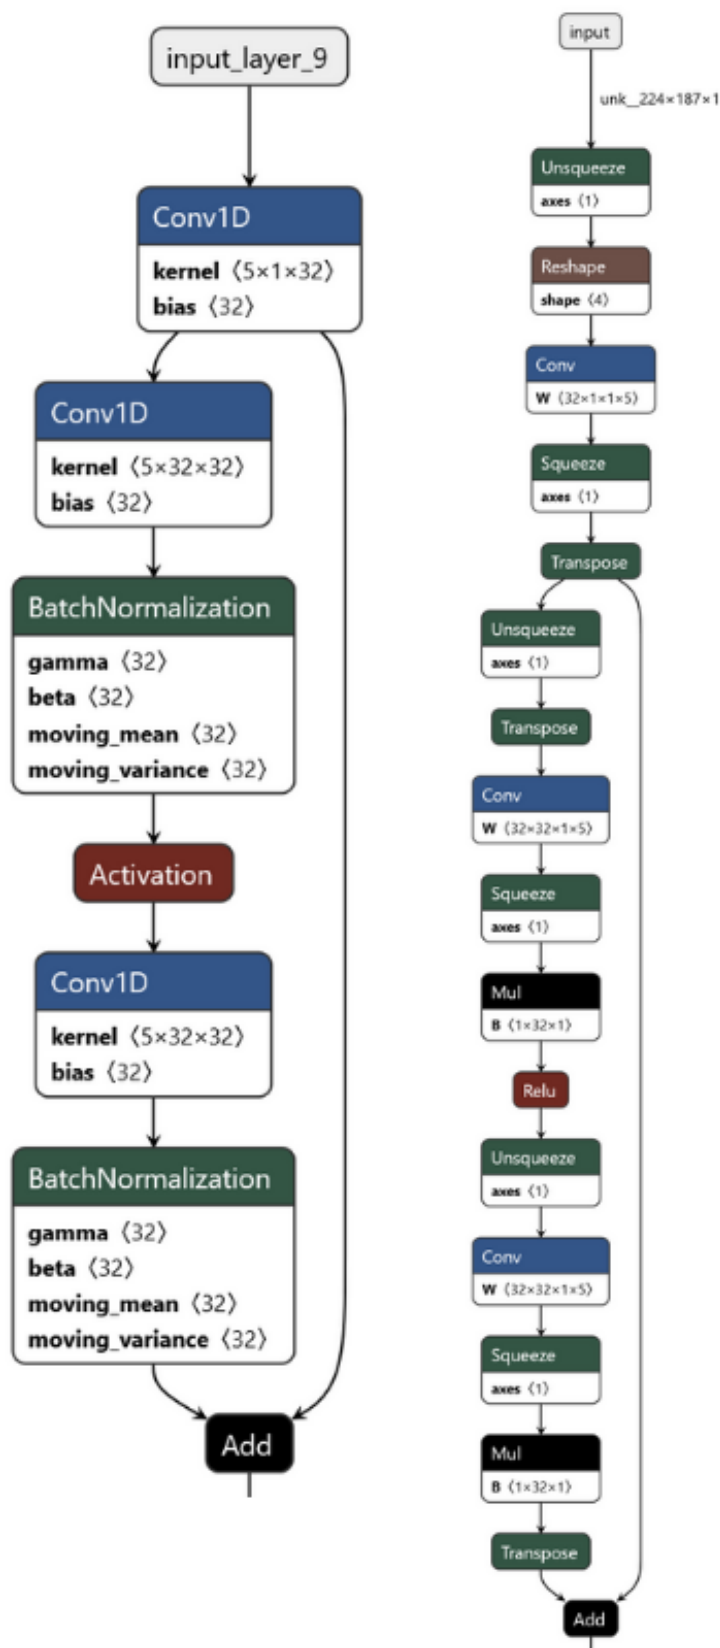 input_layer_9
Conv1D
kernel ⟨5×1×32⟩
bias ⟨32⟩
Conv1D
kernel ⟨5×32×32⟩
bias ⟨32⟩
BatchNormalization
gamma ⟨32⟩
beta ⟨32⟩
moving_mean ⟨32⟩
moving_variance ⟨32⟩
Activation
Conv1D
kernel ⟨5×32×32⟩
bias ⟨32⟩
BatchNormalization
gamma ⟨32⟩
beta ⟨32⟩
moving_mean ⟨32⟩
moving_variance ⟨32⟩
Add
input
unk__224×187×1
Unsqueeze
axes ⟨1⟩
Reshape
shape ⟨4⟩
Conv
W ⟨32×1×1×5⟩
Squeeze
axes ⟨1⟩
Transpose
Unsqueeze
axes ⟨1⟩
Transpose
Conv
W ⟨32×32×1×5⟩
Squeeze
axes ⟨1⟩
Mul
B ⟨1×32×1⟩
Relu
Unsqueeze
axes ⟨1⟩
Conv
W ⟨32×32×1×5⟩
Squeeze
axes ⟨1⟩
Mul
B ⟨1×32×1⟩
Transpose
Add